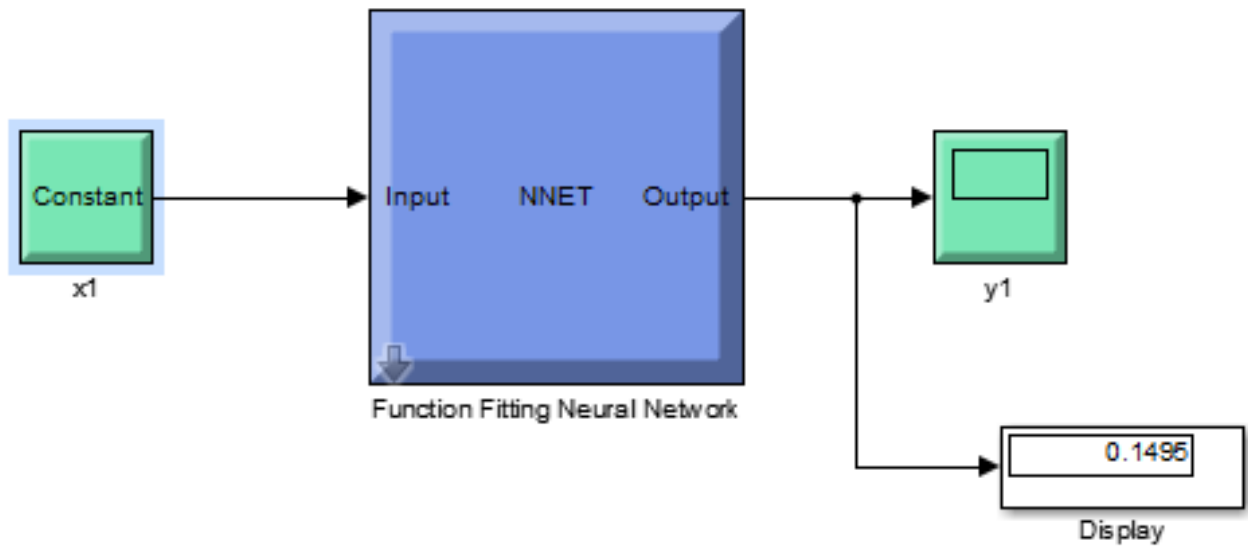 Constant
x1
Input NNET Output
Function Fitting Neural Network
y1
0.1495
Display